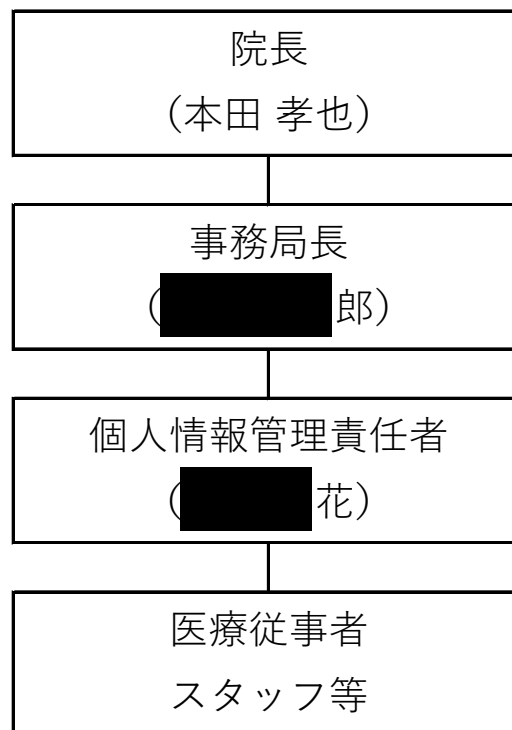 院長
（本田 孝也）
事務局長
（郎）
個人情報管理責任者
（花）
医療従事者
スタッフ等